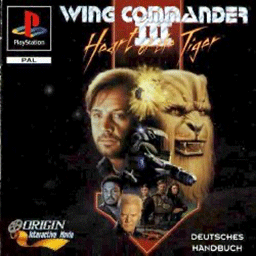 WING COMMANDER
III
Heart of the Tiger
PlayStation
PAL
ORIGIN
Interactive Movie
DEUTSCHES
HANDBUCH